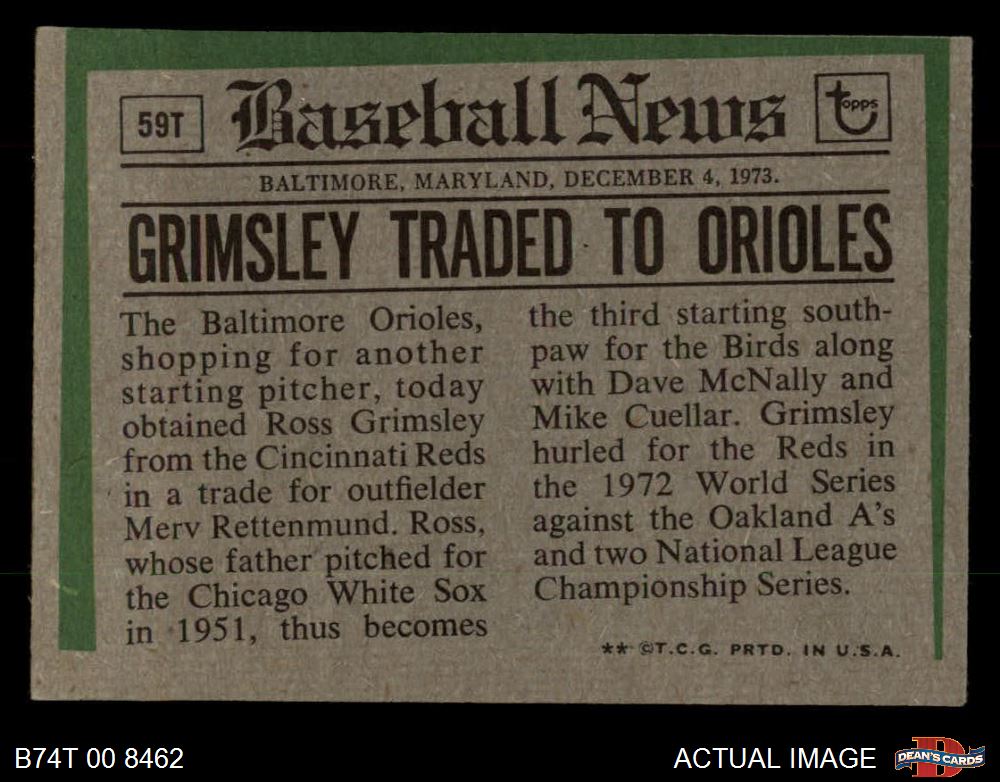 59T
Baseball News
topps
BALTIMORE, MARYLAND, DECEMBER 4, 1973.
GRIMSLEY TRADED TO ORIOLES
The Baltimore Orioles,
shopping for another
starting pitcher, today
obtained Ross Grimsley
from the Cincinnati Reds
in a trade for outfielder
Merv Rettenmund. Ross,
whose father pitched for
the Chicago White Sox
in 1951, thus becomes
the third starting south-
paw for the Birds along
with Dave McNally and
Mike Cuellar. Grimsley
hurled for the Reds in
the 1972 World Series
against the Oakland A's
and two National League
Championship Series.
** ©T.C.G. PRTD. IN U.S.A.
B74T 00 8462
ACTUAL IMAGE
D
DEAN'S CARDS